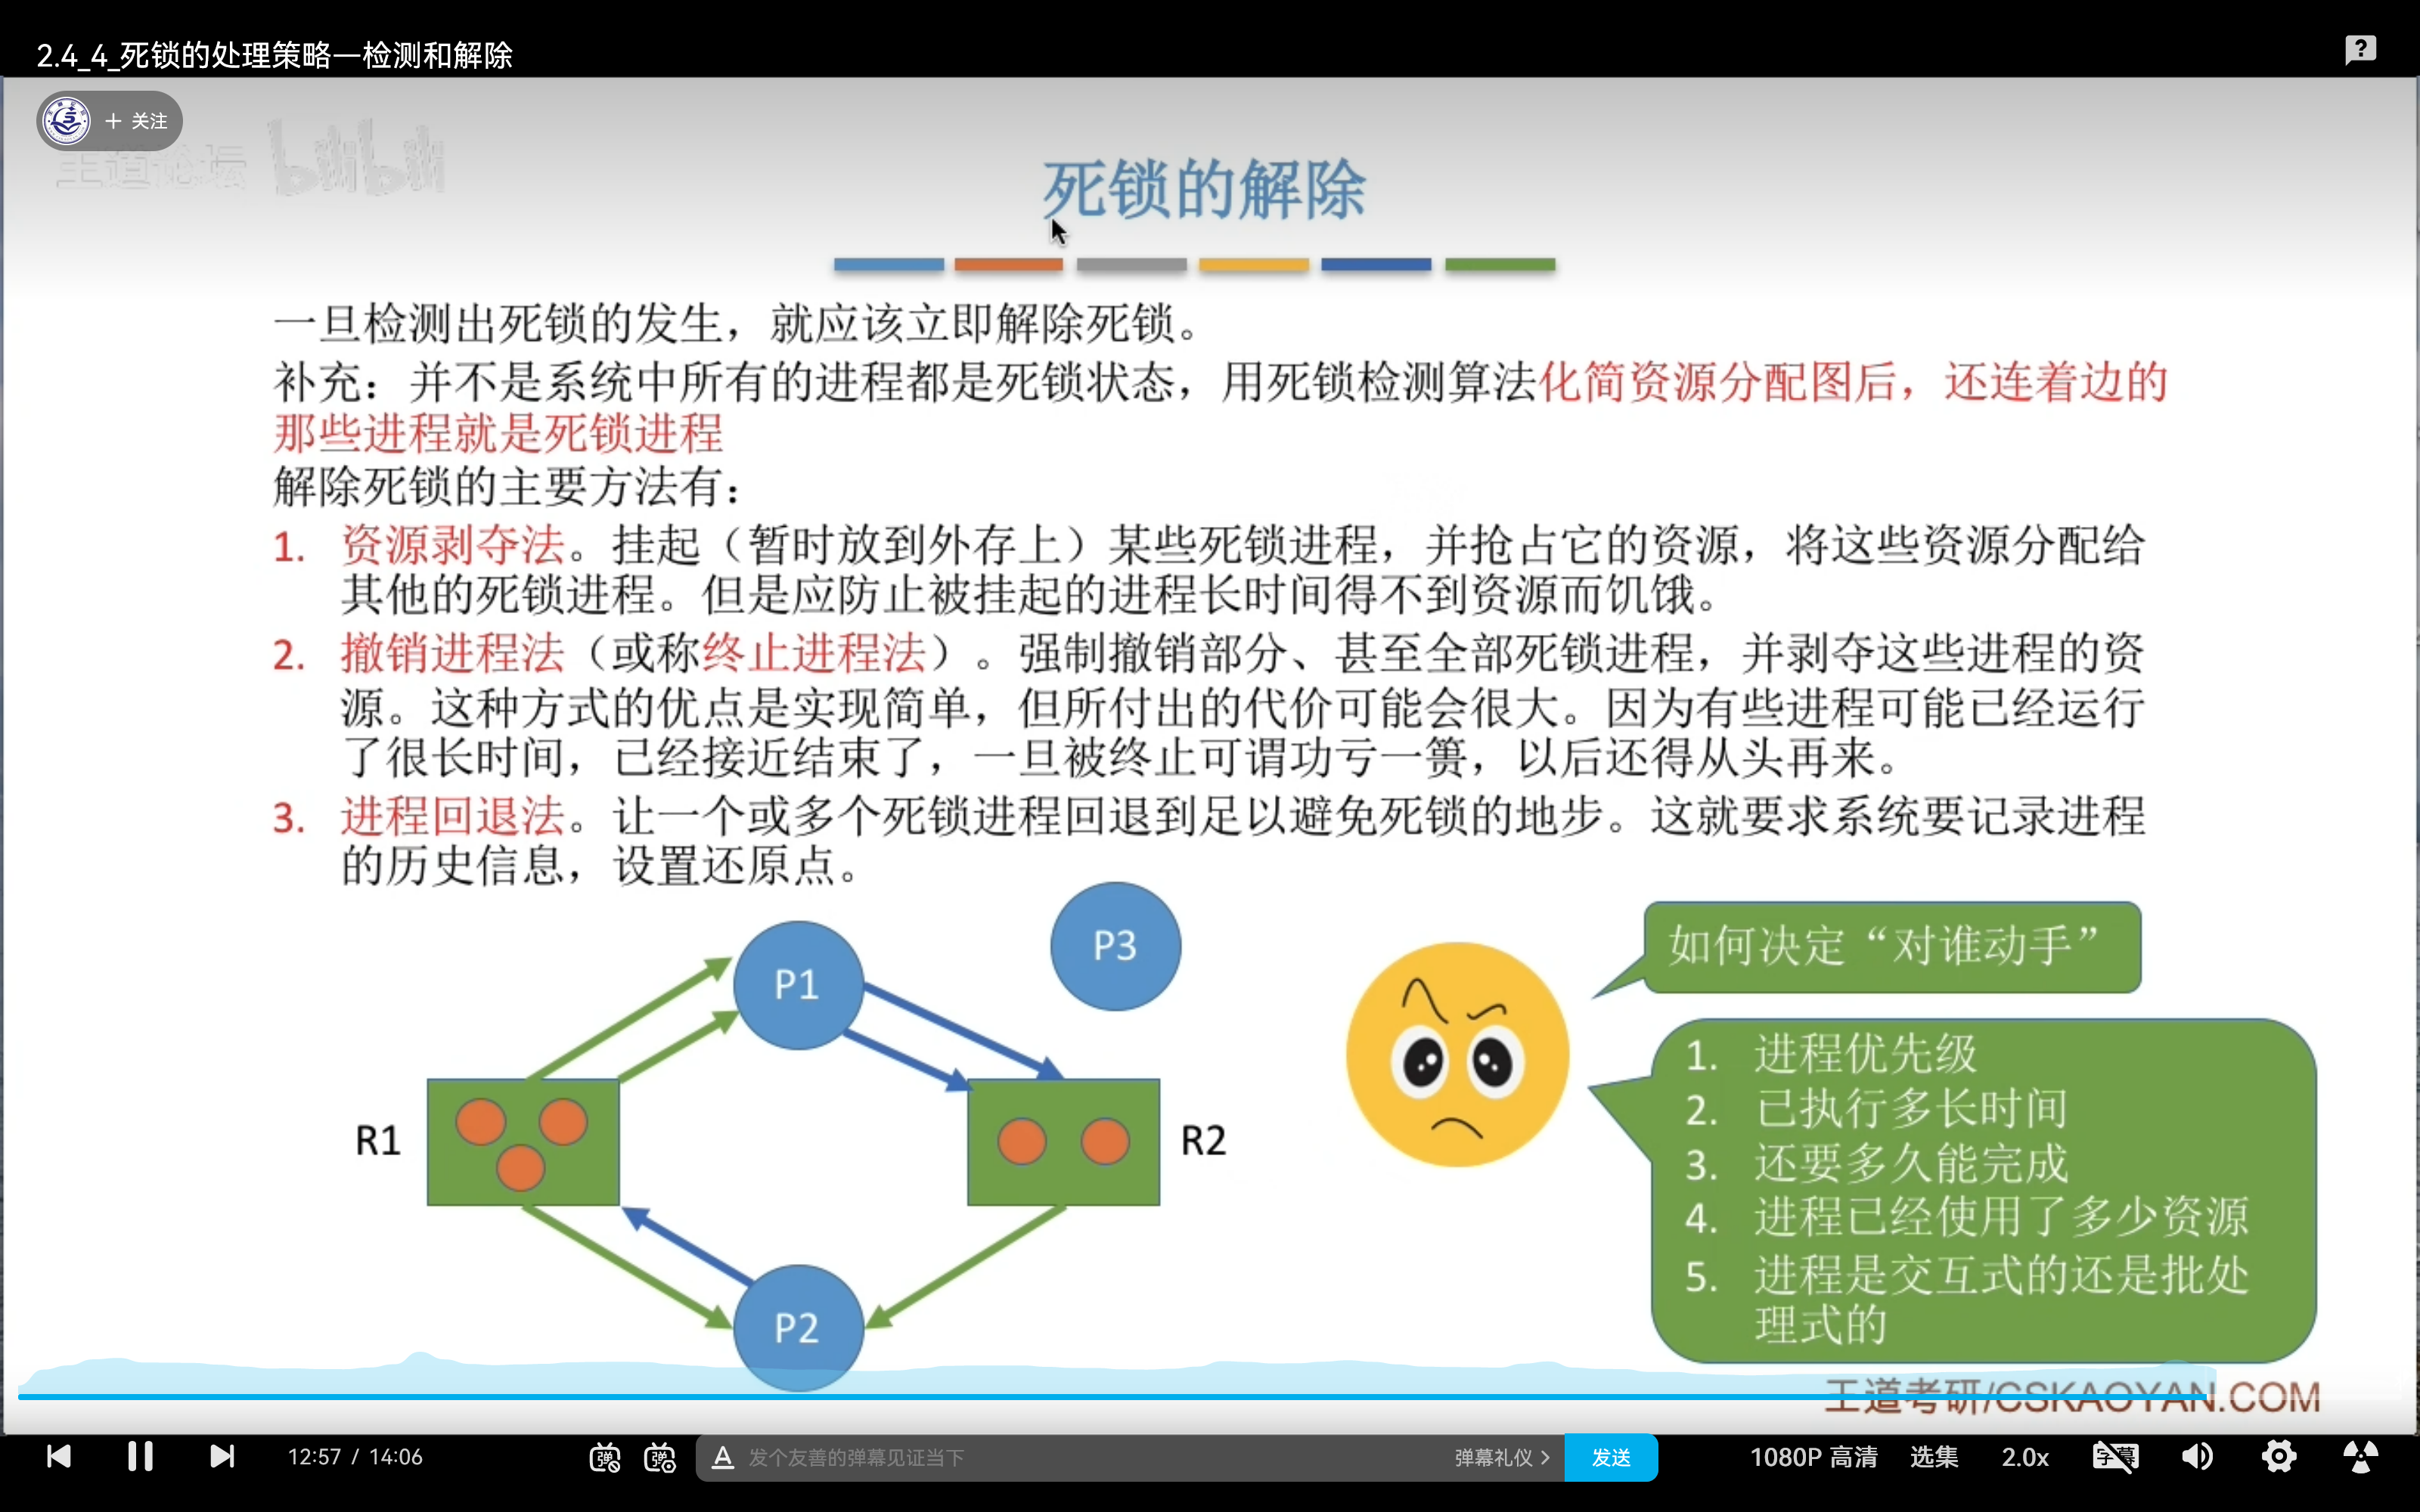 2.4_4_死锁的处理策略—检测和解除
+ 关注
王道论坛 bilibili
死锁的解除
一旦检测出死锁的发生，就应该立即解除死锁。
补充：并不是系统中所有的进程都是死锁状态，用死锁检测算法化简资源分配图后，还连着边的
那些进程就是死锁进程
解除死锁的主要方法有：
1. 资源剥夺法。挂起（暂时放到外存上）某些死锁进程，并抢占它的资源，将这些资源分配给
其他的死锁进程。但是应防止被挂起的进程长时间得不到资源而饥饿。
2. 撤销进程法（或称终止进程法）。强制撤销部分、甚至全部死锁进程，并剥夺这些进程的资
源。这种方式的优点是实现简单，但所付出的代价可能会很大。因为有些进程可能已经运行
了很长时间，已经接近结束了，一旦被终止可谓功亏一篑，以后还得从头再来。
3. 进程回退法。让一个或多个死锁进程回退到足以避免死锁的地步。这就要求系统要记录进程
的历史信息，设置还原点。
P1
P3
R1
R2
P2
如何决定“对谁动手”
1. 进程优先级
2. 已执行多长时间
3. 还要多久能完成
4. 进程已经使用了多少资源
5. 进程是交互式的还是批处
理式的
王道考研/CSKAOYAN.COM
12:57 / 14:06
弹
弹
A 发个友善的弹幕见证当下
弹幕礼仪 >
发送
1080P 高清
选集
2.0x
字幕